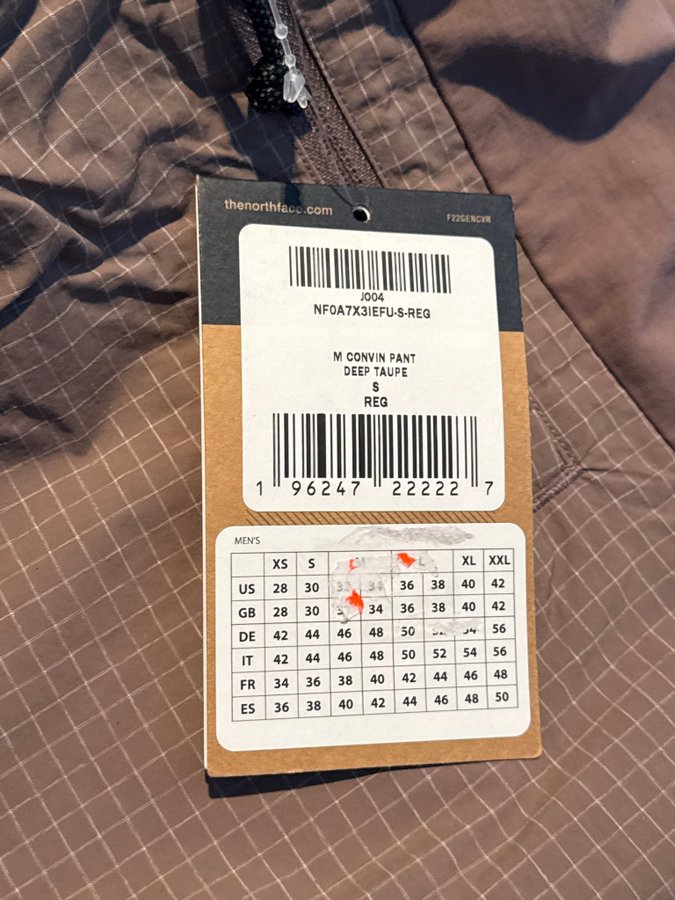 thenorthface.com
F22GENCVR
J004
NF0A7X3IEFU-S-REG
M CONVIN PANT
DEEP TAUPE
S
REG
1 96247 22222 7
MEN'S
XS S L XL XXL
US 28 30 32 34 36 38 40 42
GB 28 30 34 36 38 40 42
DE 42 44 46 48 50 56
IT 42 44 46 48 50 52 54 56
FR 34 36 38 40 42 44 46 48
ES 36 38 40 42 44 46 48 50